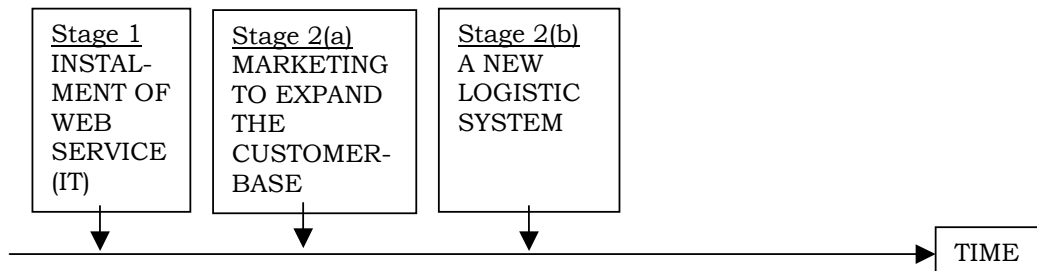 Stage 1
INSTAL-
MENT OF
WEB
SERVICE
(IT)
Stage 2(a)
MARKETING
TO EXPAND
THE
CUSTOMER-
BASE
Stage 2(b)
A NEW
LOGISTIC
SYSTEM
TIME